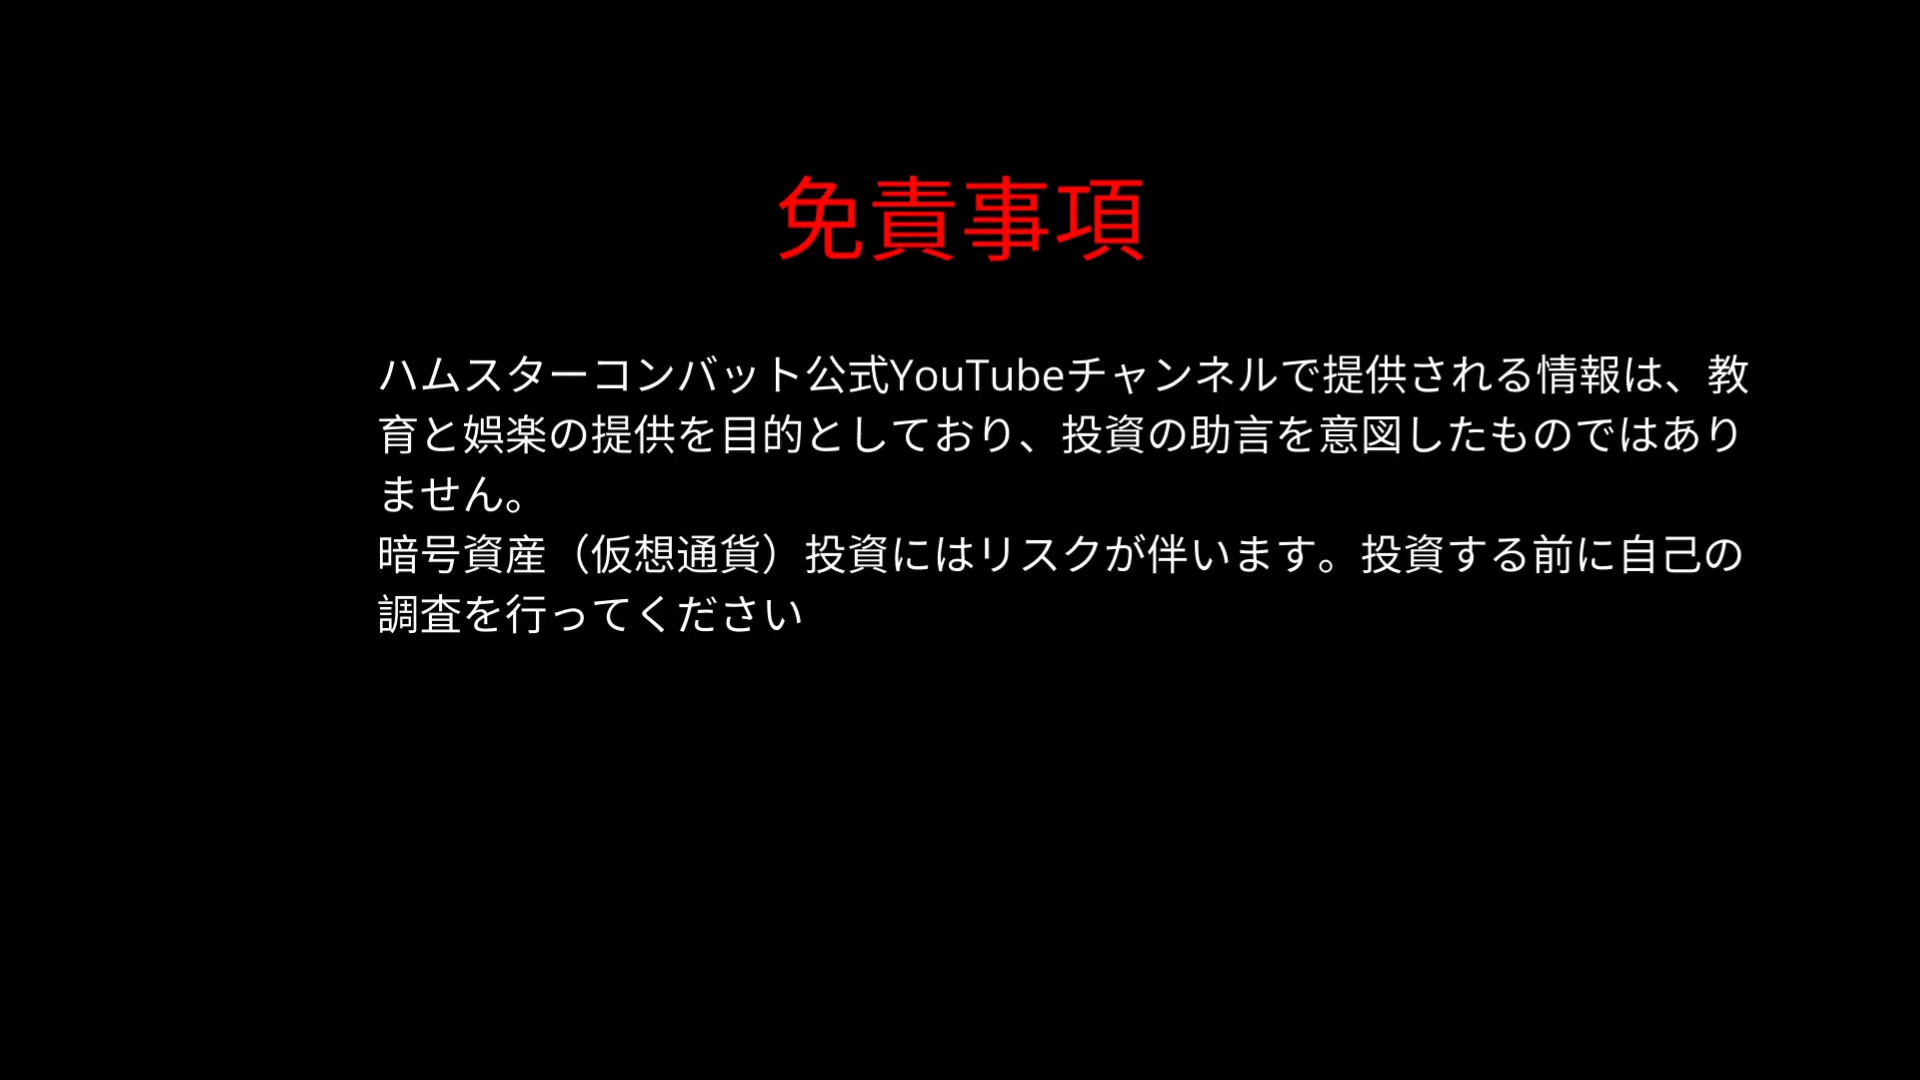 免責事項
ハムスターコンバット公式YouTubeチャンネルで提供される情報は、教
育と娯楽の提供を目的としており、投資の助言を意図したものではあり
ません。
暗号資産（仮想通貨）投資にはリスクが伴います。投資する前に自己の
調査を行ってください